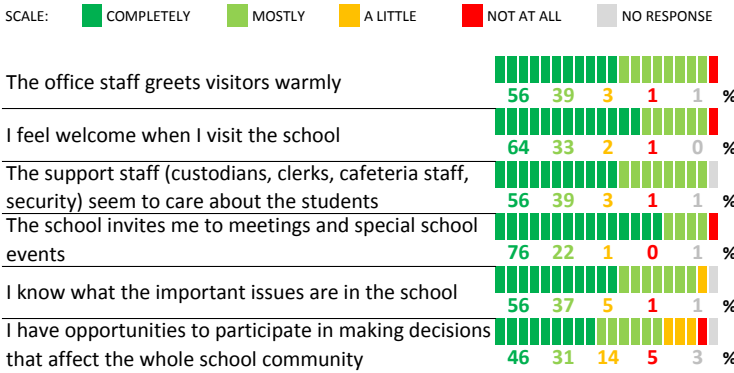 SCALE: COMPLETELY MOSTLY A LITTLE NOT AT ALL NO RESPONSE
The office staff greets visitors warmly
56 39 3 1 1 %
I feel welcome when I visit the school
64 33 2 1 0 %
The support staff (custodians, clerks, cafeteria staff,
security) seem to care about the students
56 39 3 1 1 %
The school invites me to meetings and special school
events
76 22 1 0 1 %
I know what the important issues are in the school
56 37 5 1 1 %
I have opportunities to participate in making decisions
that affect the whole school community
46 31 14 5 3 %